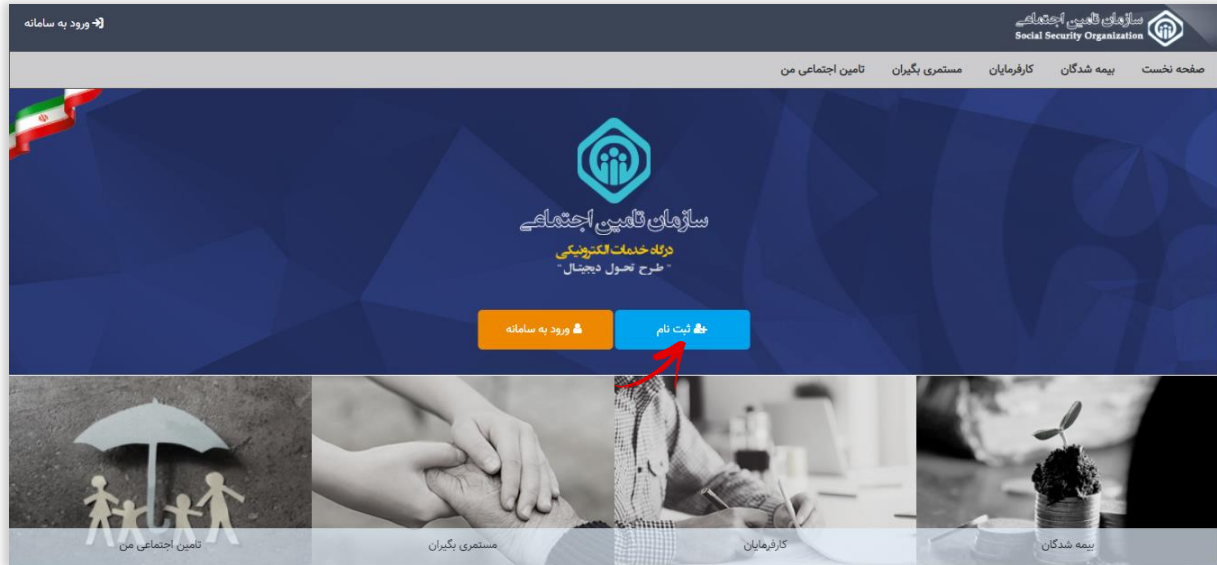 سازمان تامین اجتماعی
Social Security Organization
ورود به سامانه
صفحه نخست
بیمه شدگان
کارفرمایان
مستمری بگیران
تامین اجتماعی من
سازمان تامین اجتماعی
درگاه خدمات الکترونیکی
- طرح تحول دیجیتال -
ثبت نام
ورود به سامانه
بیمه شدگان
کارفرمایان
مستمری بگیران
تامین اجتماعی من